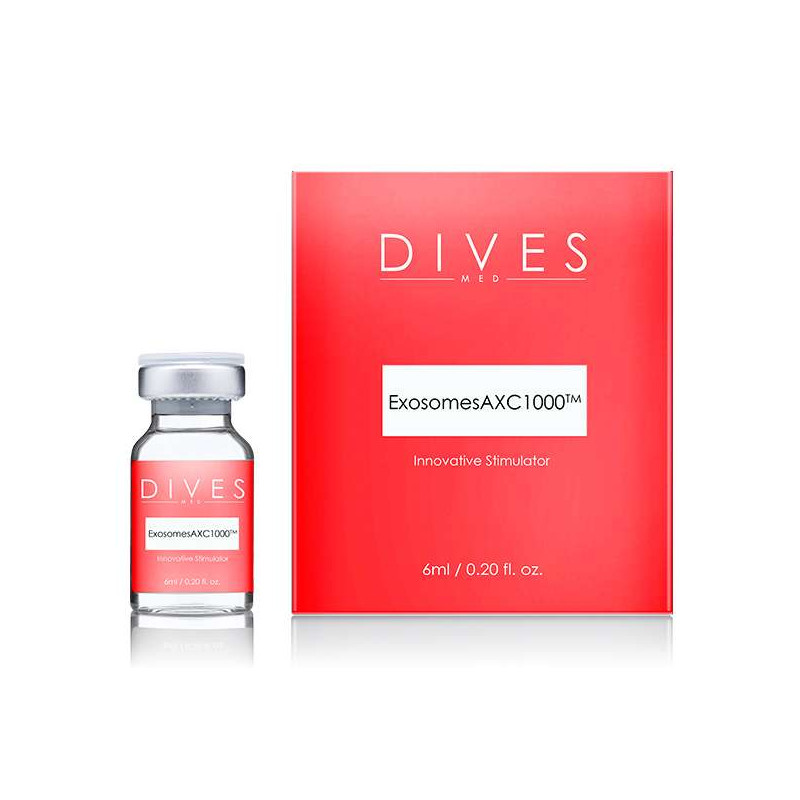 DIVES
MED
ExosomesAXC1000™
Innovative Stimulator
6ml / 0.20 fl. oz.
DIVES
MED
ExosomesAXC1000™
Innovative Stimulator
6ml / 0.20 fl. oz.